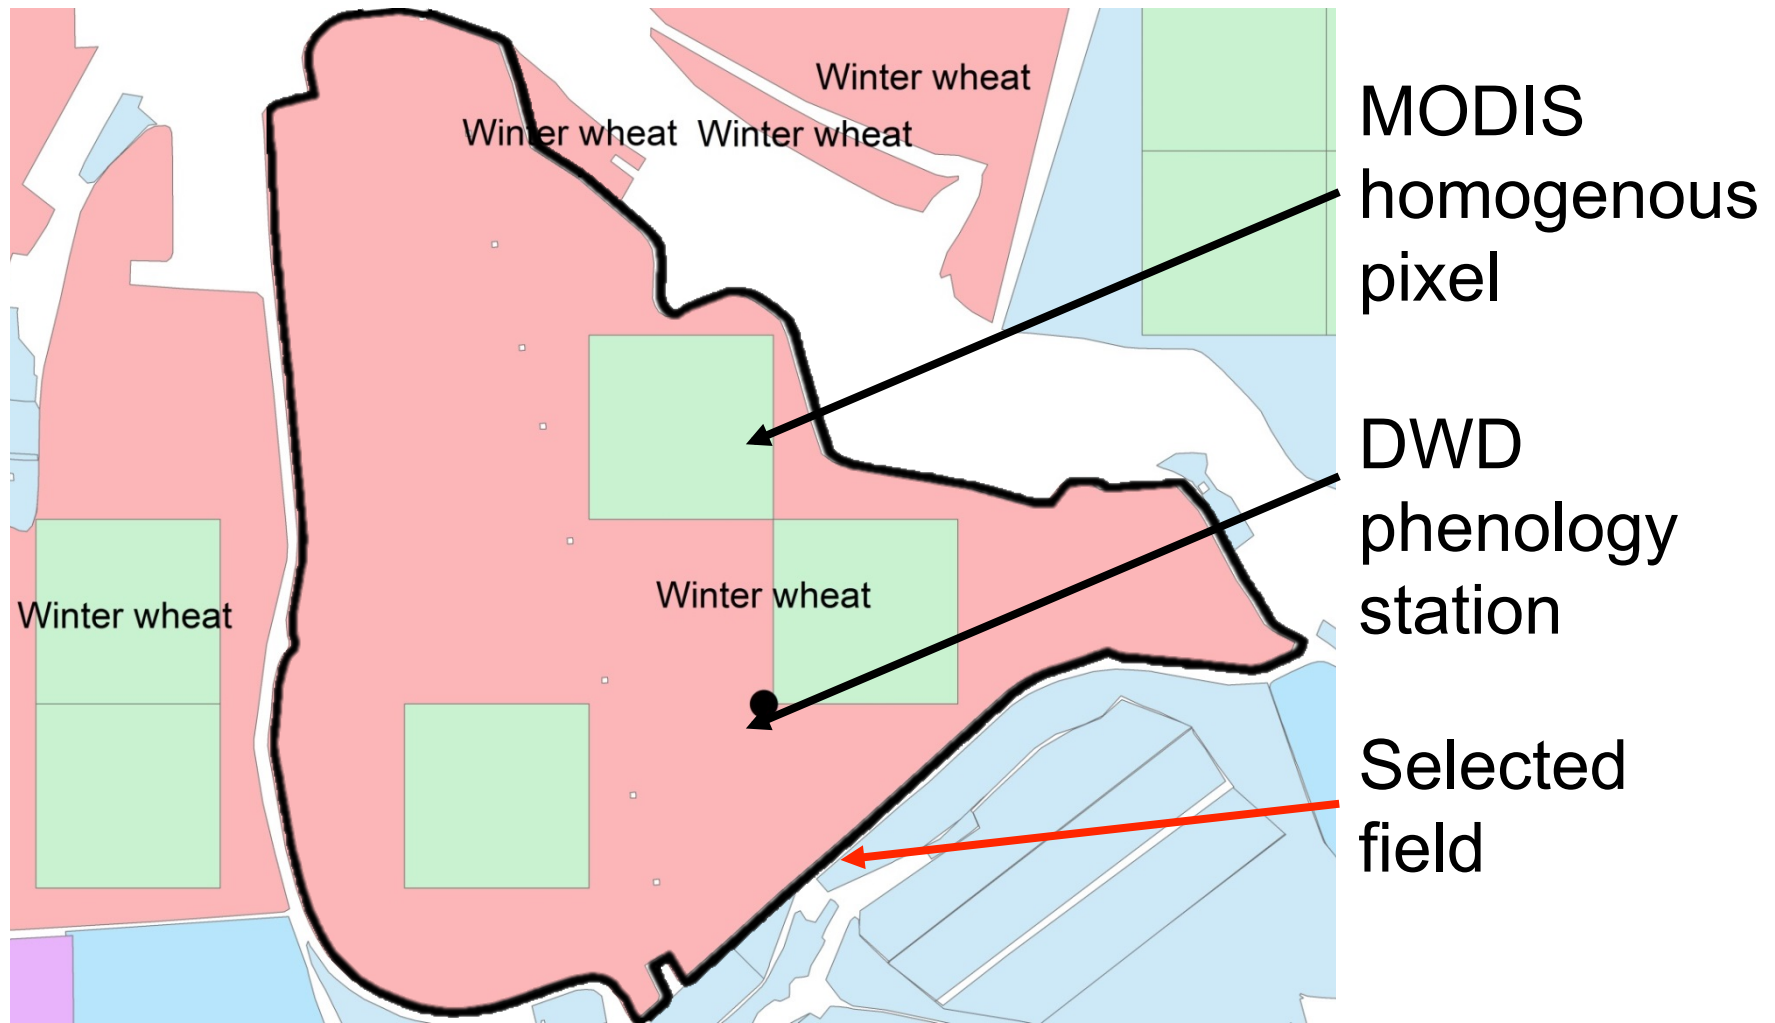 Winter wheat
Winter wheat
Winter wheat
Winter wheat
Winter wheat
MODIS
homogenous
pixel
DWD
phenology
station
Selected
field